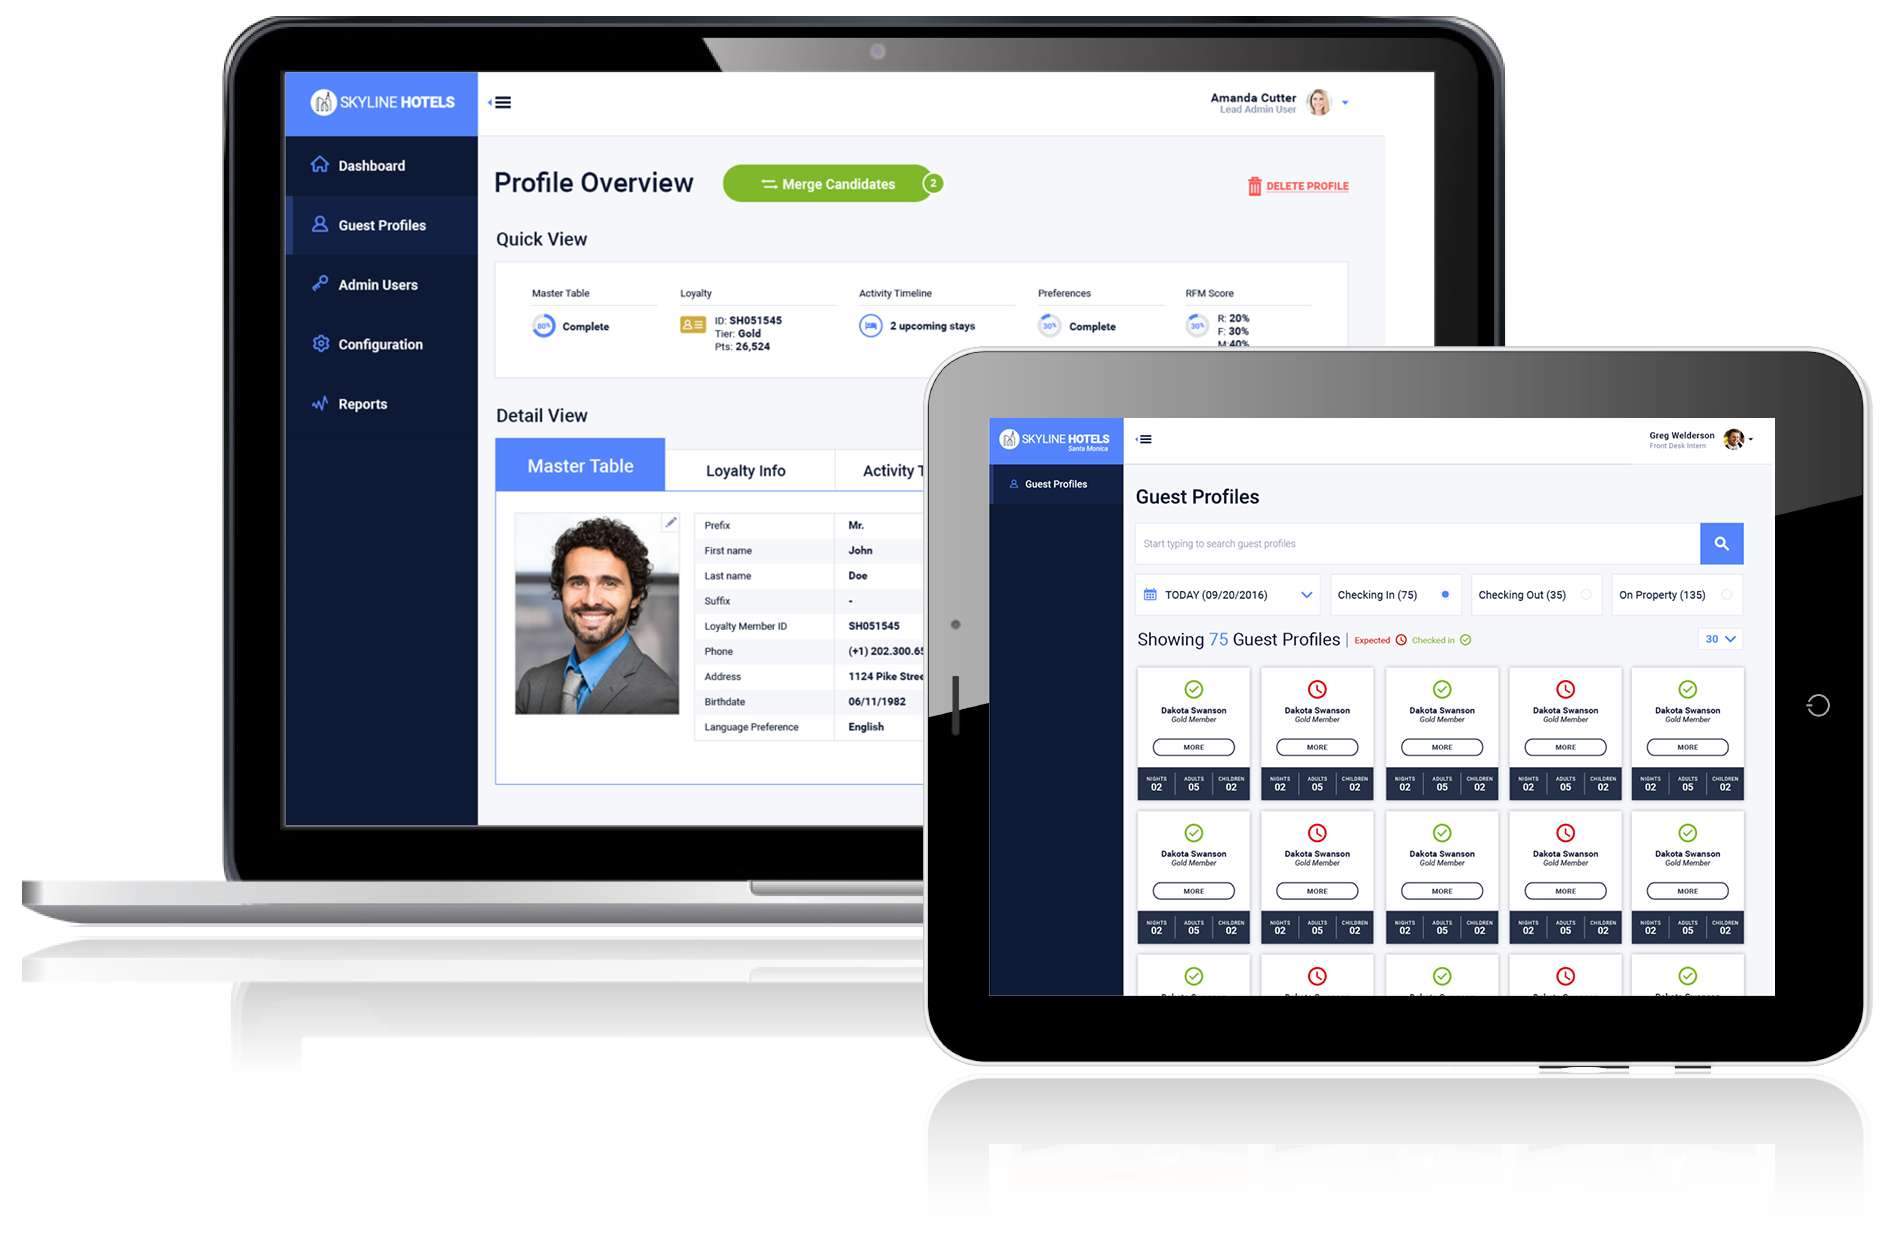 SKYLINE HOTELS
Amanda Cutter
Lead Admin User
Dashboard
Guest Profiles
Admin Users
Configuration
Reports
Profile Overview
Merge Candidates
2
DELETE PROFILE
Quick View
Master Table
80%
Complete
Loyalty
ID: SH051545
Tier: Gold
Pts: 26,524
Activity Timeline
2 upcoming stays
Preferences
30%
Complete
RFM Score
30%
R: 20%
F: 30%
M:40%
Detail View
Master Table
Loyalty Info
Activity T
Prefix Mr.
First name John
Last name Doe
Suffix -
Loyalty Member ID SH051545
Phone (+1) 202.300.65
Address 1124 Pike Stree
Birthdate 06/11/1982
Language Preference English
SKYLINE HOTELS
Santa Monica
Greg Welderson
Front Desk Intern
Guest Profiles
Guest Profiles
Start typing to search guest profiles
TODAY (09/20/2016)
Checking In (75)
Checking Out (35)
On Property (135)
Showing 75 Guest Profiles | Expected Checked in
30
Dakota Swanson Dakota Swanson Dakota Swanson Dakota Swanson Dakota Swanson
Gold Member Gold Member Gold Member Gold Member Gold Member
MORE MORE MORE MORE MORE
NIGHTS ADULTS CHILDREN NIGHTS ADULTS CHILDREN NIGHTS ADULTS CHILDREN NIGHTS ADULTS CHILDREN NIGHTS ADULTS CHILDREN
02 05 02 02 05 02 02 05 02 02 05 02 02 05 02
Dakota Swanson Dakota Swanson Dakota Swanson Dakota Swanson Dakota Swanson
Gold Member Gold Member Gold Member Gold Member Gold Member
MORE MORE MORE MORE MORE
NIGHTS ADULTS CHILDREN NIGHTS ADULTS CHILDREN NIGHTS ADULTS CHILDREN NIGHTS ADULTS CHILDREN NIGHTS ADULTS CHILDREN
02 05 02 02 05 02 02 05 02 02 05 02 02 05 02